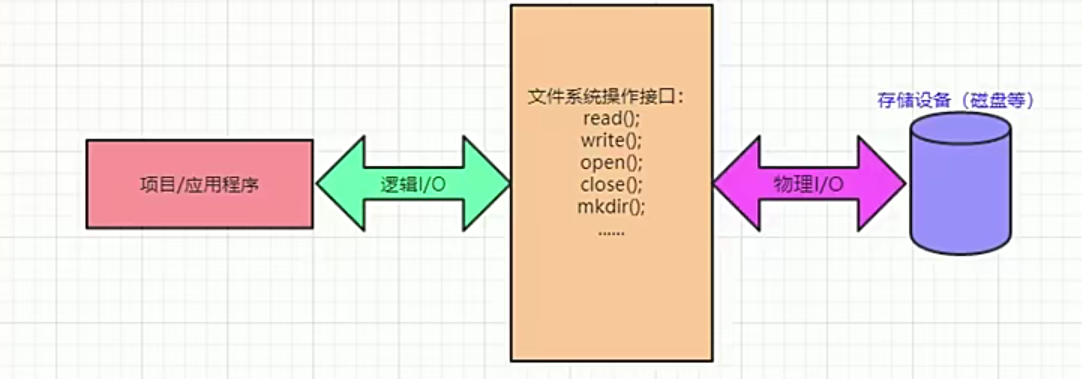 项目/应用程序
逻辑I/O
文件系统操作接口：
read();
write();
open();
close();
mkdir();
......
物理I/O
存储设备（磁盘等）